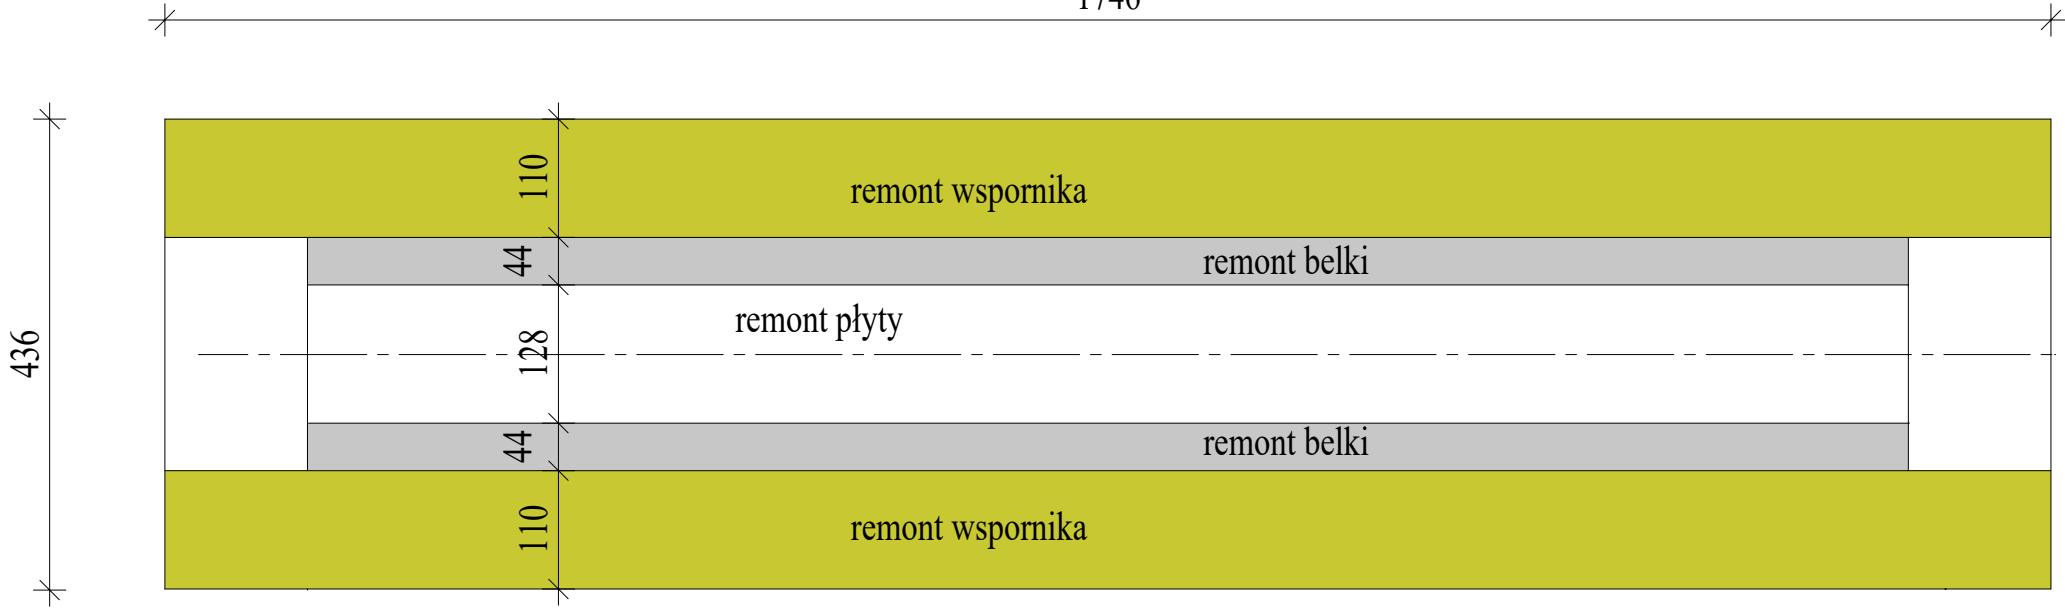 110
remont wspornika
44
remont belki
remont płyty
436
128
44
remont belki
110
remont wspornika